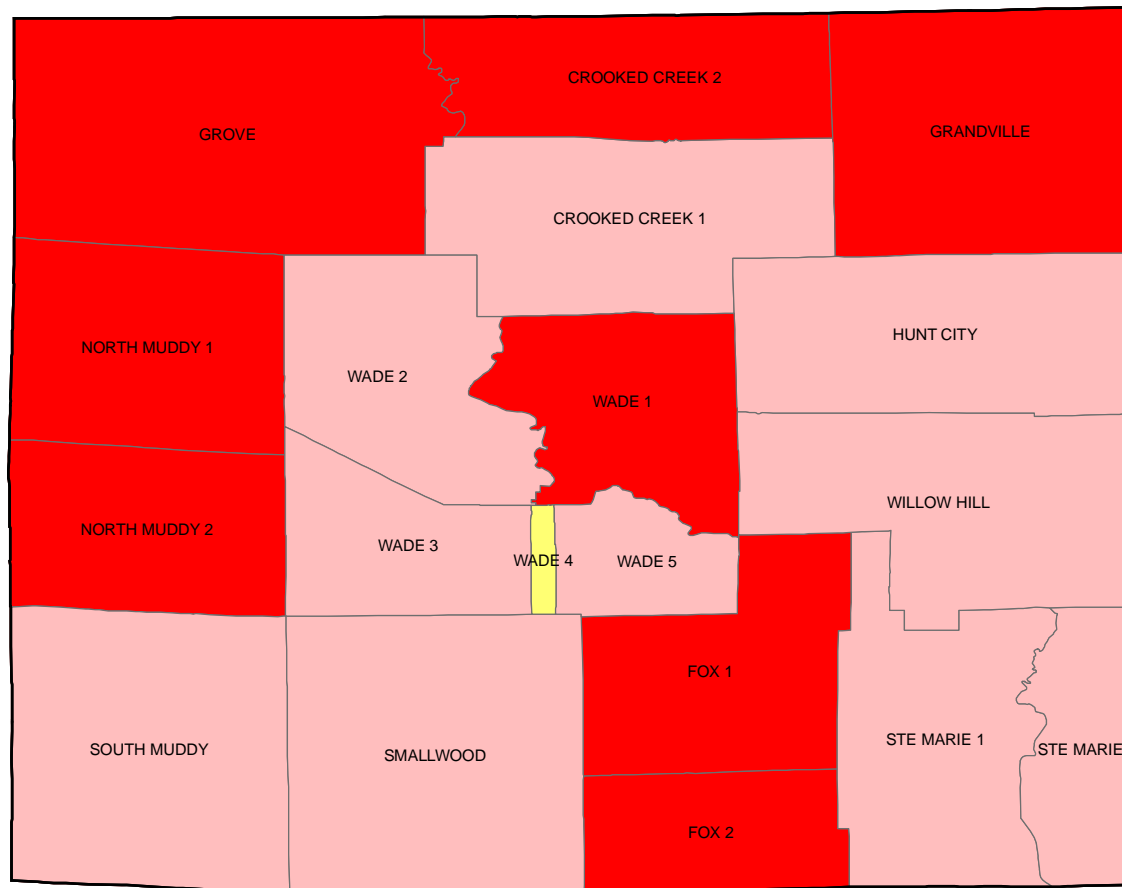 CROOKED CREEK 2
GROVE
GRANDVILLE
CROOKED CREEK 1
HUNT CITY
NORTH MUDDY 1
WADE 2
WADE 1
WILLOW HILL
NORTH MUDDY 2
WADE 3
WADE 4
WADE 5
FOX 1
STE MARIE 1
SOUTH MUDDY
SMALLWOOD
STE MARIE
FOX 2